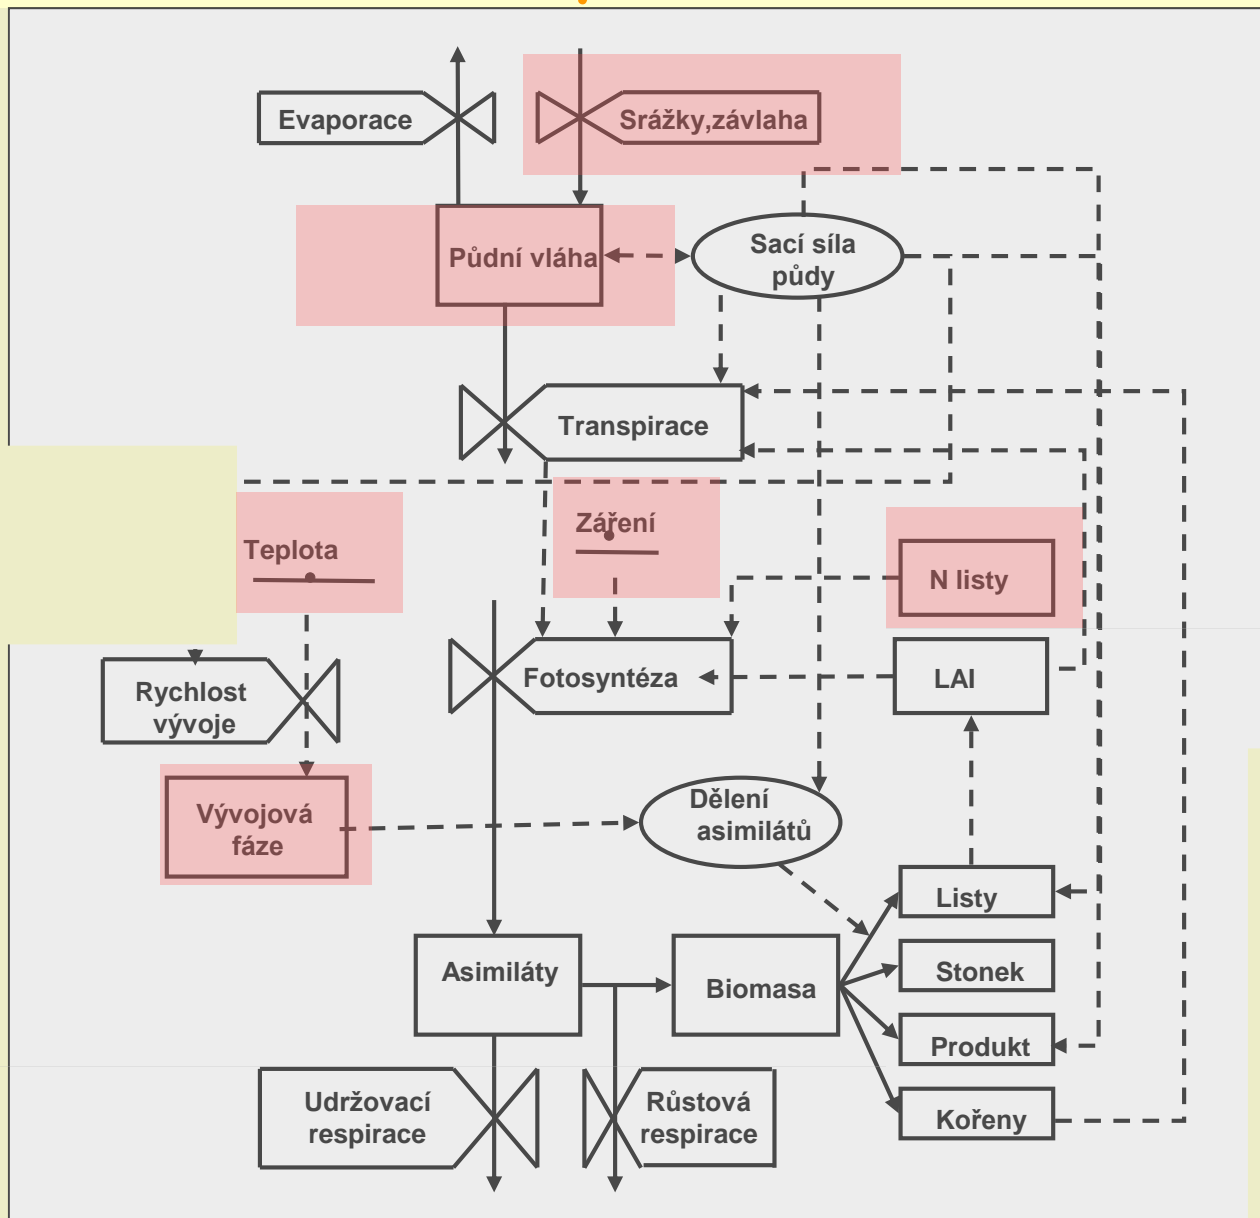 Evaporace
Srážky,závlaha
Půdní vláha
Sací síla
půdy
Transpirace
Záření
Teplota
N listy
Fotosyntéza
LAI
Rychlost
vývoje
Vývojová
fáze
Dělení
asimilátů
Listy
Asimiláty
Stonek
Biomasa
Produkt
Udržovací
respirace
Růstová
respirace
Kořeny